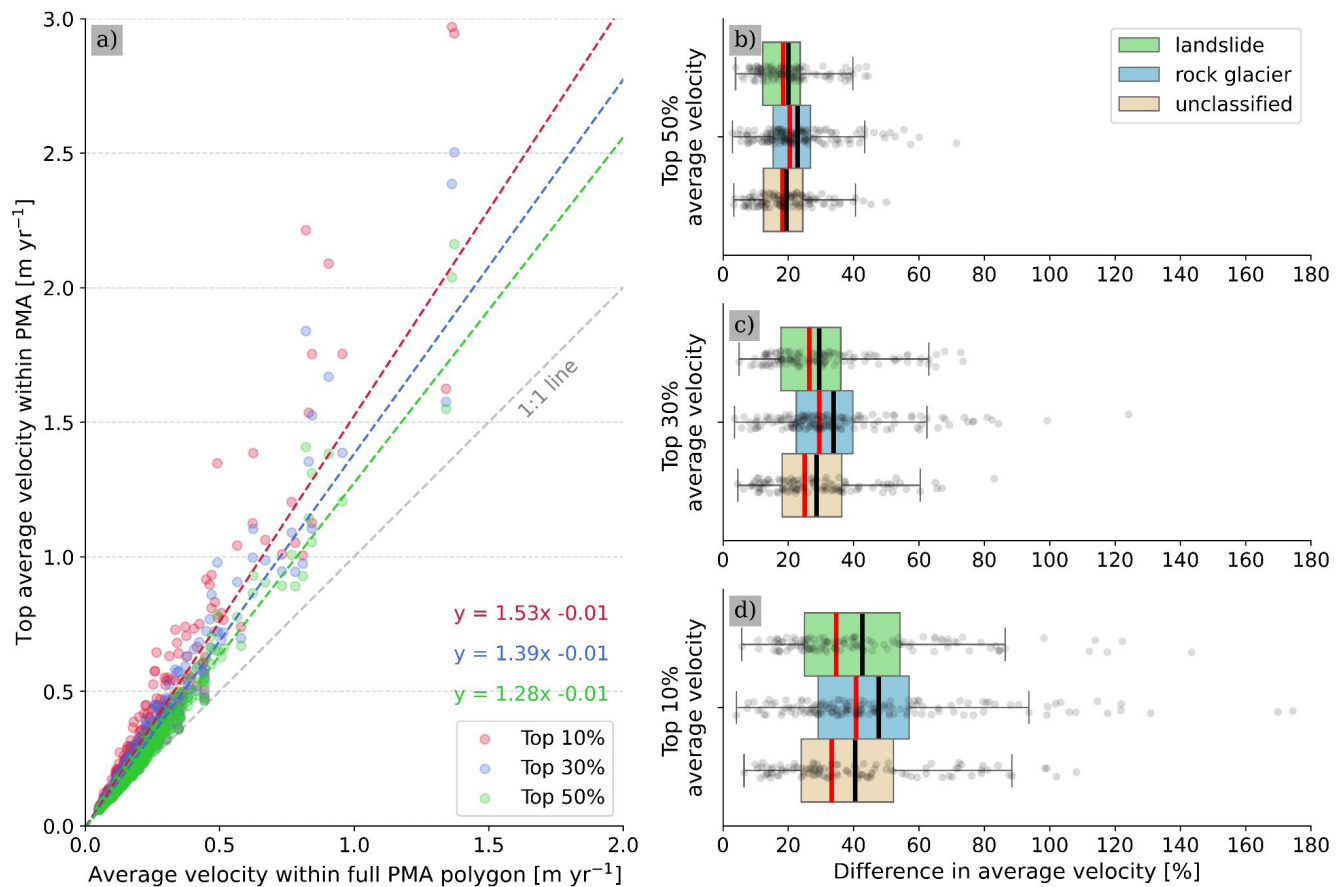 a)
3.0
2.5
2.0
1.5
1.0
0.5
0.0
Top average velocity within PMA [m yr⁻¹]
1:1 line
y = 1.53x -0.01
y = 1.39x -0.01
y = 1.28x -0.01
Top 10%
Top 30%
Top 50%
0.0 0.5 1.0 1.5 2.0
Average velocity within full PMA polygon [m yr⁻¹]
b)
Top 50%
average velocity
landslide
rock glacier
unclassified
0 20 40 60 80 100 120 140 160 180
c)
Top 30%
average velocity
0 20 40 60 80 100 120 140 160 180
d)
Top 10%
average velocity
0 20 40 60 80 100 120 140 160 180
Difference in average velocity [%]